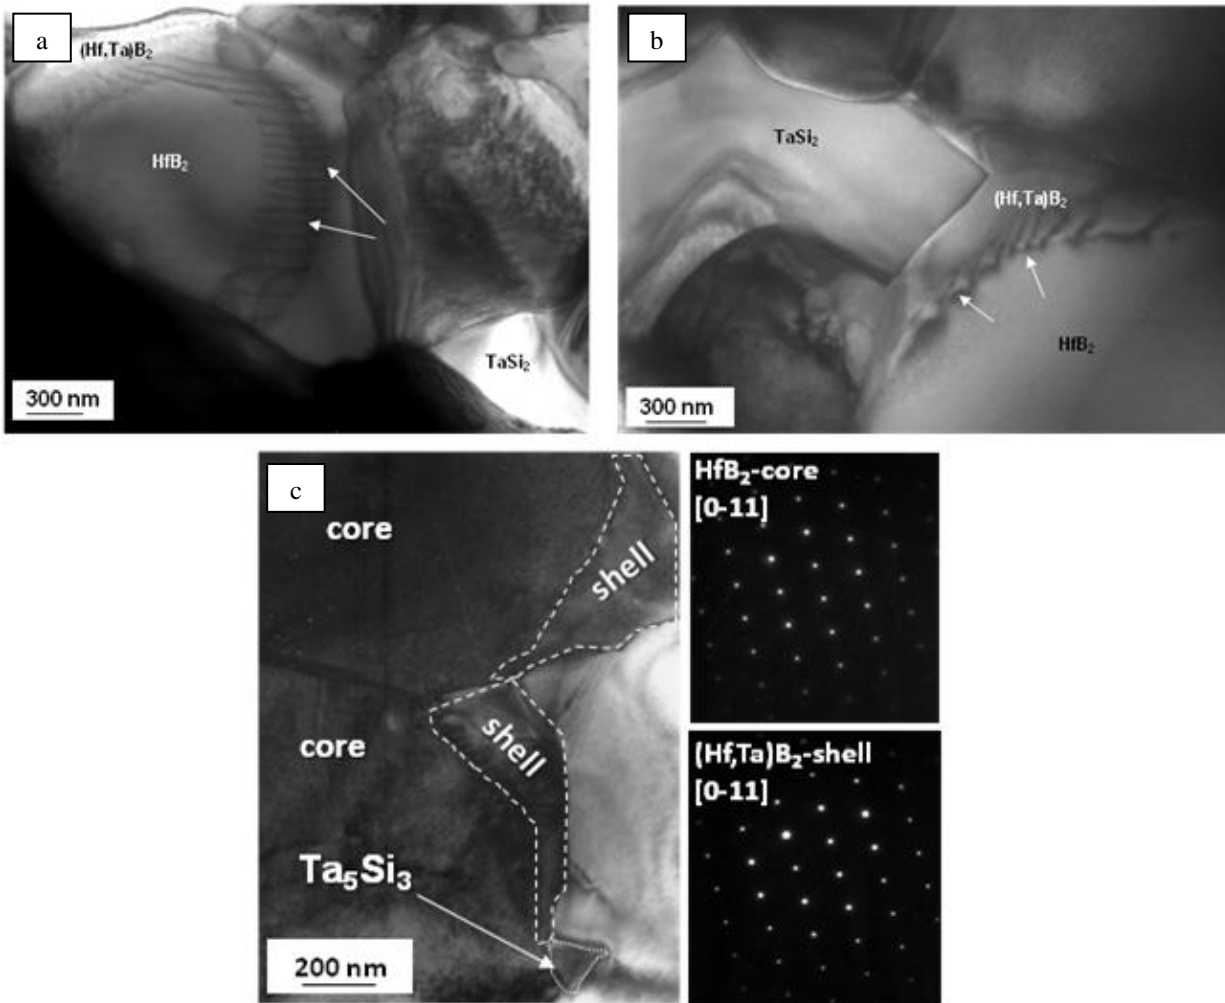 a
(Hf,Ta)B₂
HfB₂
TaSi₂
300 nm
b
TaSi₂
(Hf,Ta)B₂
HfB₂
300 nm
c
core
shell
core
shell
Ta₅Si₃
200 nm
HfB₂-core
[0-11]
(Hf,Ta)B₂-shell
[0-11]